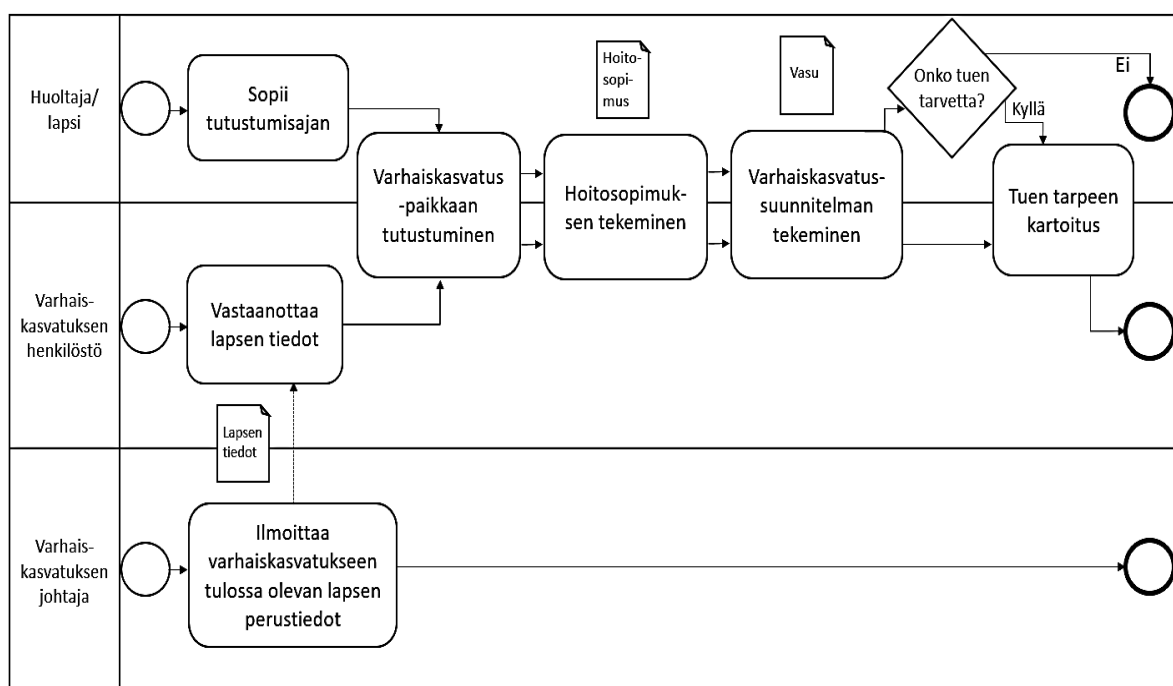 Huoltaja/
lapsi
Sopii
tutustumisajan
Varhaiskasvatus
-paikkaan
tutustuminen
Hoito-
sopi-
mus
Hoitosopimuk-
sen tekeminen
Vasu
Varhaiskasvatus-
suunnitelman
tekeminen
Onko tuen
tarvetta?
Ei
Kyllä
Tuen tarpeen
kartoitus
Varhais-
kasvatuksen
henkilöstö
Vastaanottaa
lapsen tiedot
Lapsen
tiedot
Varhais-
kasvatuksen
johtaja
Ilmoittaa
varhaiskasvatukseen
tulossa olevan lapsen
perustiedot